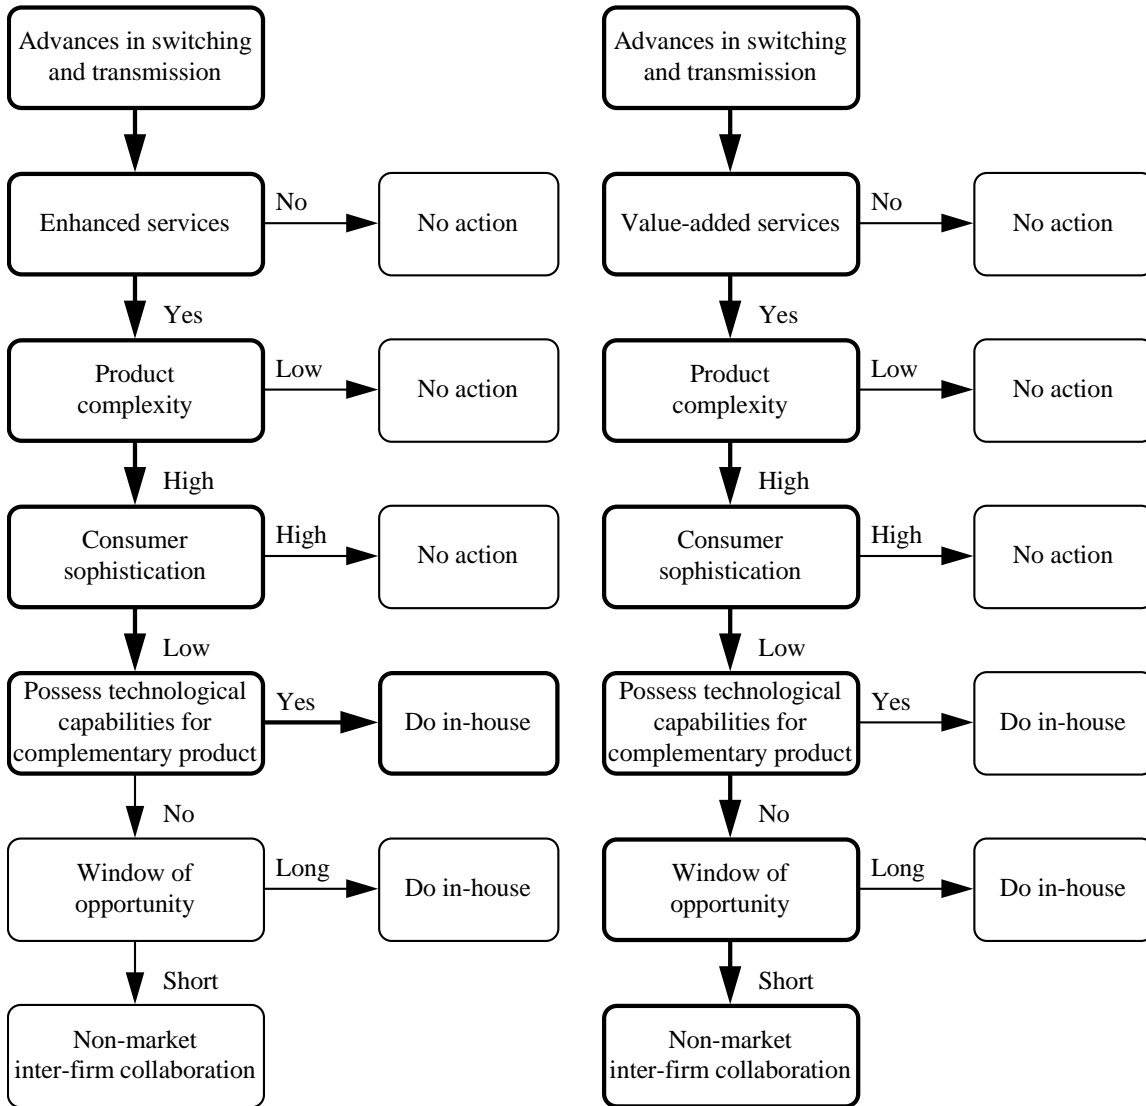 Advances in switching
and transmission
Enhanced services
No
No action
Yes
Product
complexity
Low
No action
High
Consumer
sophistication
High
No action
Low
Possess technological
capabilities for
complementary product
Yes
Do in-house
No
Window of
opportunity
Long
Do in-house
Short
Non-market
inter-firm collaboration
Advances in switching
and transmission
Value-added services
No
No action
Yes
Product
complexity
Low
No action
High
Consumer
sophistication
High
No action
Low
Possess technological
capabilities for
complementary product
Yes
Do in-house
No
Window of
opportunity
Long
Do in-house
Short
Non-market
inter-firm collaboration